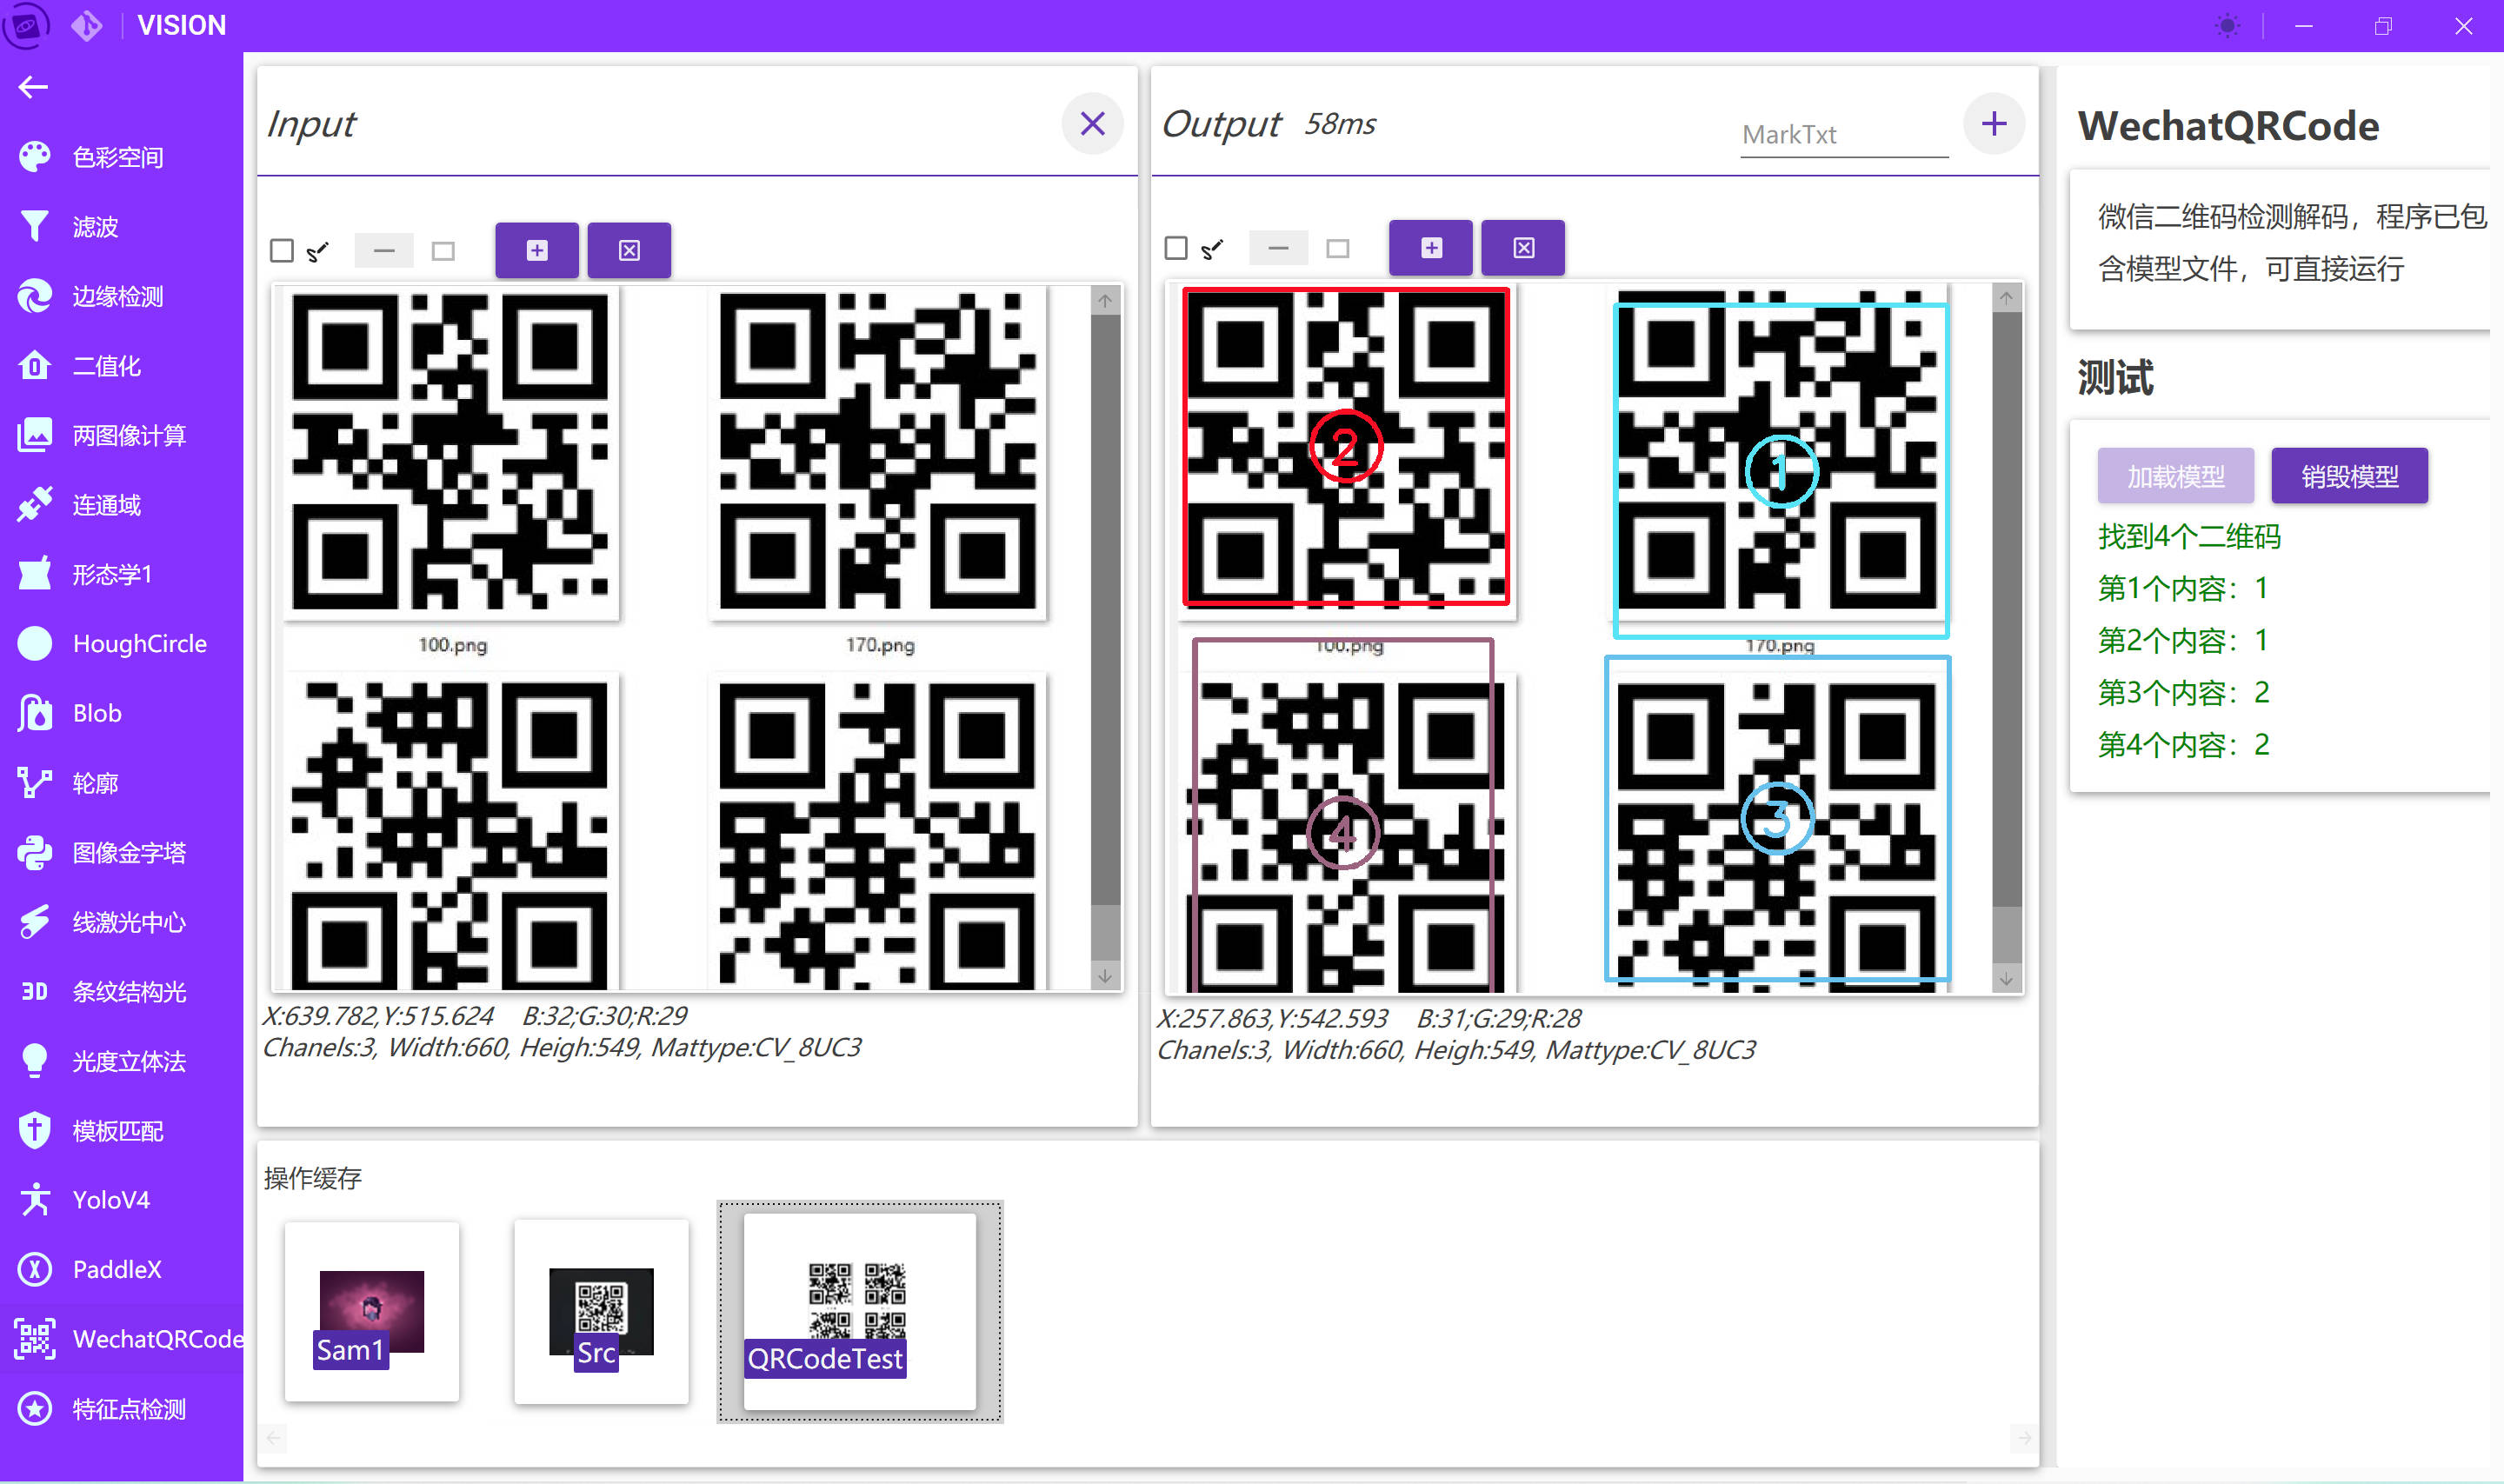 VISION
色彩空间
滤波
边缘检测
二值化
两图像计算
连通域
形态学1
HoughCircle
Blob
轮廓
图像金字塔
线激光中心
3D 条纹结构光
光度立体法
模板匹配
YoloV4
PaddleX
WechatQRCode
特征点检测
Input
100.png
170.png
X:639.782,Y:515.624 B:32;G:30;R:29
Chanels:3, Width:660, Heigh:549, Mattype:CV_8UC3
Output 58ms
MarkTxt
2
1
100.png
170.png
4
3
X:257.863,Y:542.593 B:31;G:29;R:28
Chanels:3, Width:660, Heigh:549, Mattype:CV_8UC3
操作缓存
Sam1
Src
QRCodeTest
WechatQRCode
微信二维码检测解码，程序已包
含模型文件，可直接运行
测试
加载模型
销毁模型
找到4个二维码
第1个内容：1
第2个内容：1
第3个内容：2
第4个内容：2